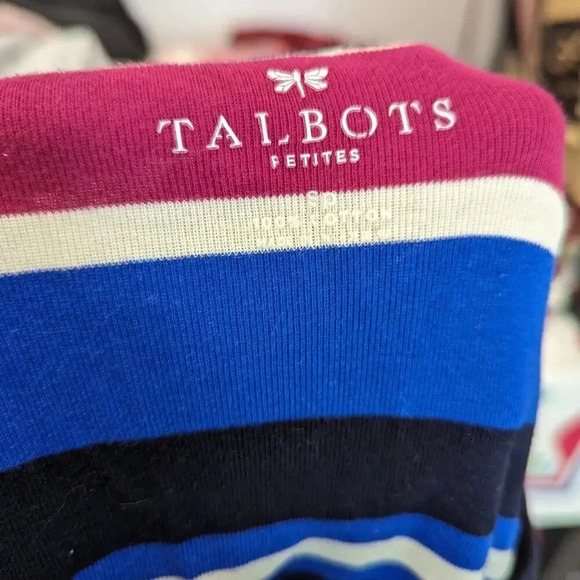 TALBOTS
PETITES
SP
100% COTTON